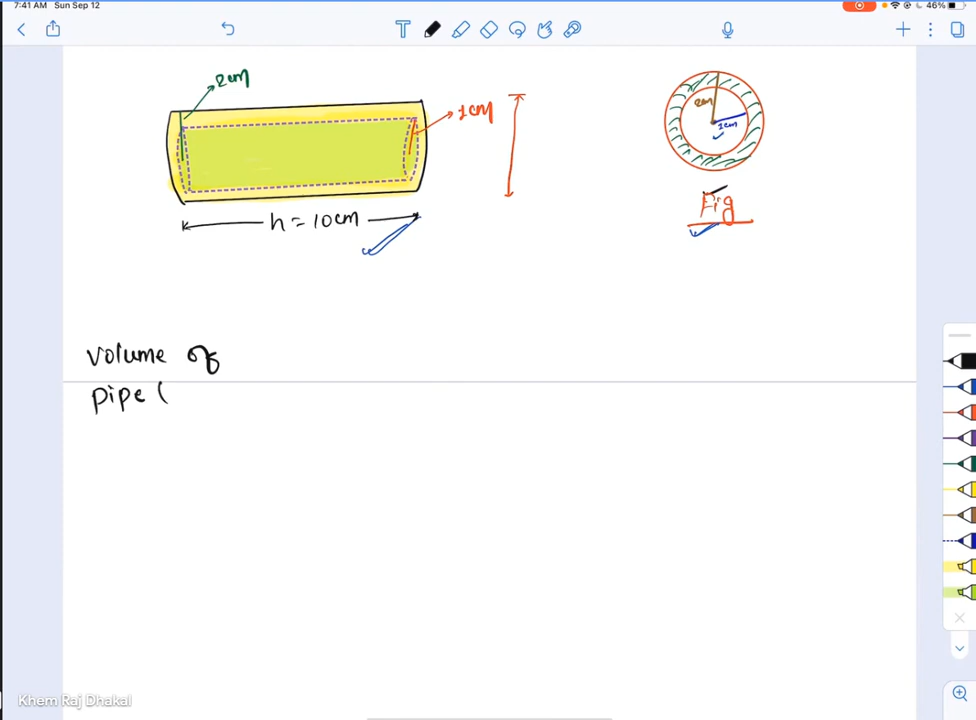 7:41 AM Sun Sep 12
46%
T
2cm
1cm
h = 10cm
2cm
1cm
Fig
volume of
pipe (
Khem Raj Dhakal